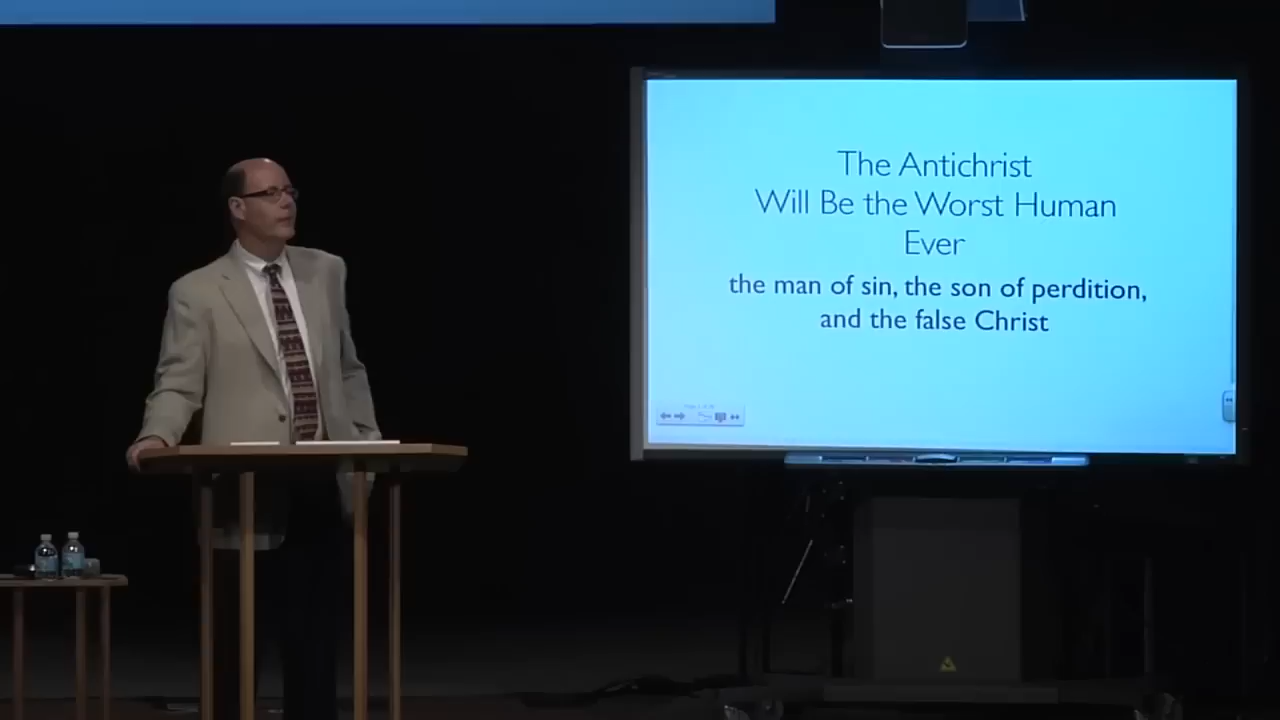 The Antichrist
Will Be the Worst Human
Ever
the man of sin, the son of perdition,
and the false Christ